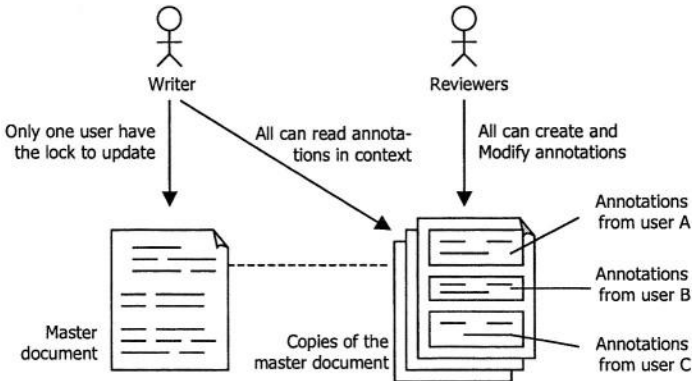 Writer
Reviewers
Only one user have
the lock to update
All can read annota-
tions in context
All can create and
Modify annotations
Annotations
from user A
Annotations
from user B
Annotations
from user C
Master
document
Copies of the
master document